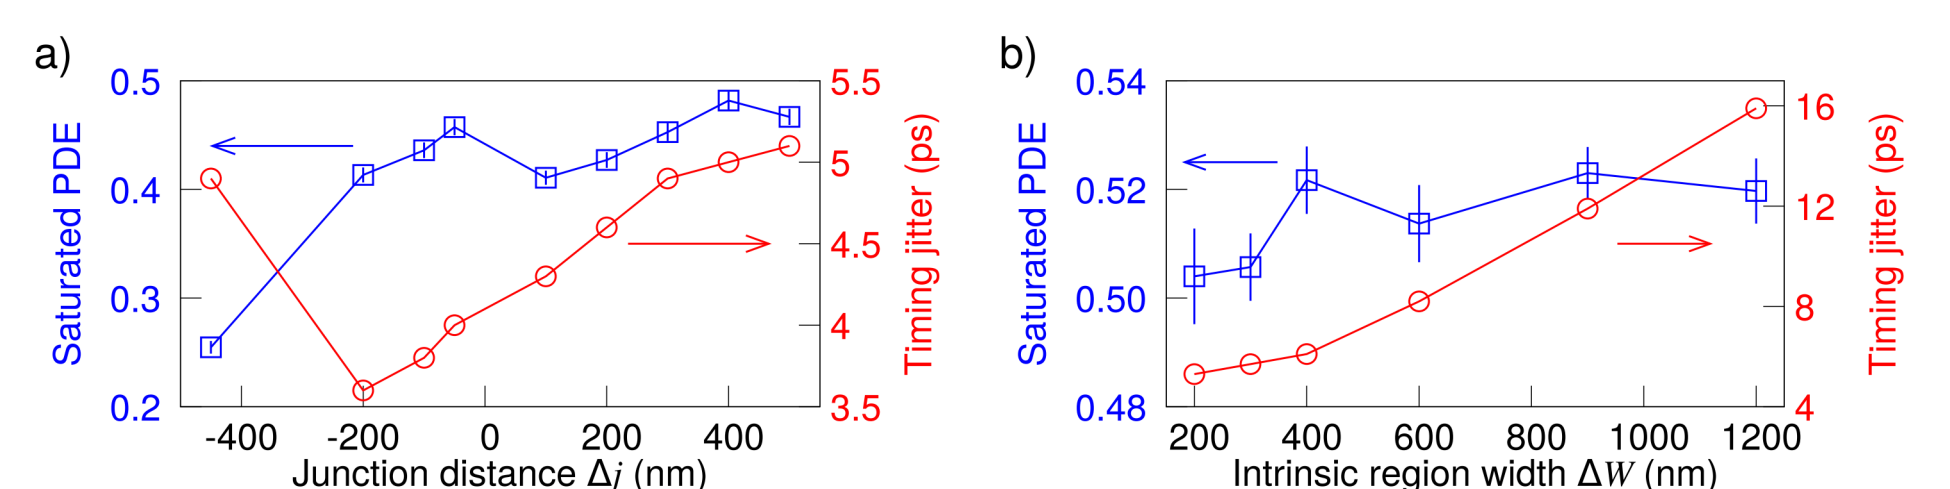 a)
Saturated PDE
0.5
0.4
0.3
0.2
5.5
5
4.5
4
3.5
Timing jitter (ps)
-400 -200 0 200 400
Junction distance Δj (nm)
b)
Saturated PDE
0.54
0.52
0.50
0.48
16
12
8
4
Timing jitter (ps)
200 400 600 800 1000 1200
Intrinsic region width ΔW (nm)